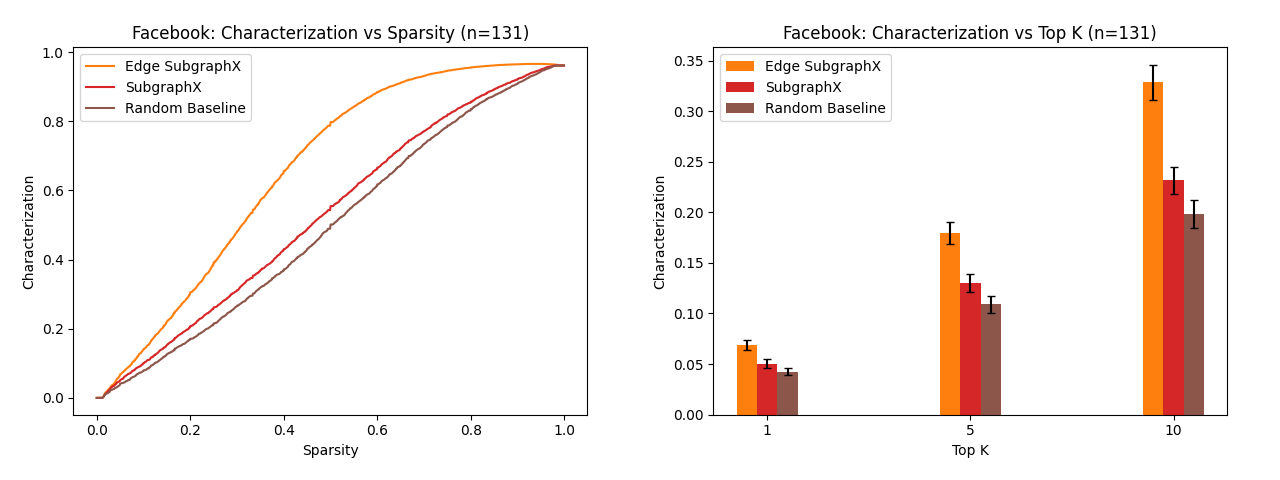 Facebook: Characterization vs Sparsity (n=131)
Edge SubgraphX
SubgraphX
Random Baseline
Characterization
1.0
0.8
0.6
0.4
0.2
0.0
0.0 0.2 0.4 0.6 0.8 1.0
Sparsity
Facebook: Characterization vs Top K (n=131)
Edge SubgraphX
SubgraphX
Random Baseline
Characterization
0.35
0.30
0.25
0.20
0.15
0.10
0.05
0.00
1 5 10
Top K